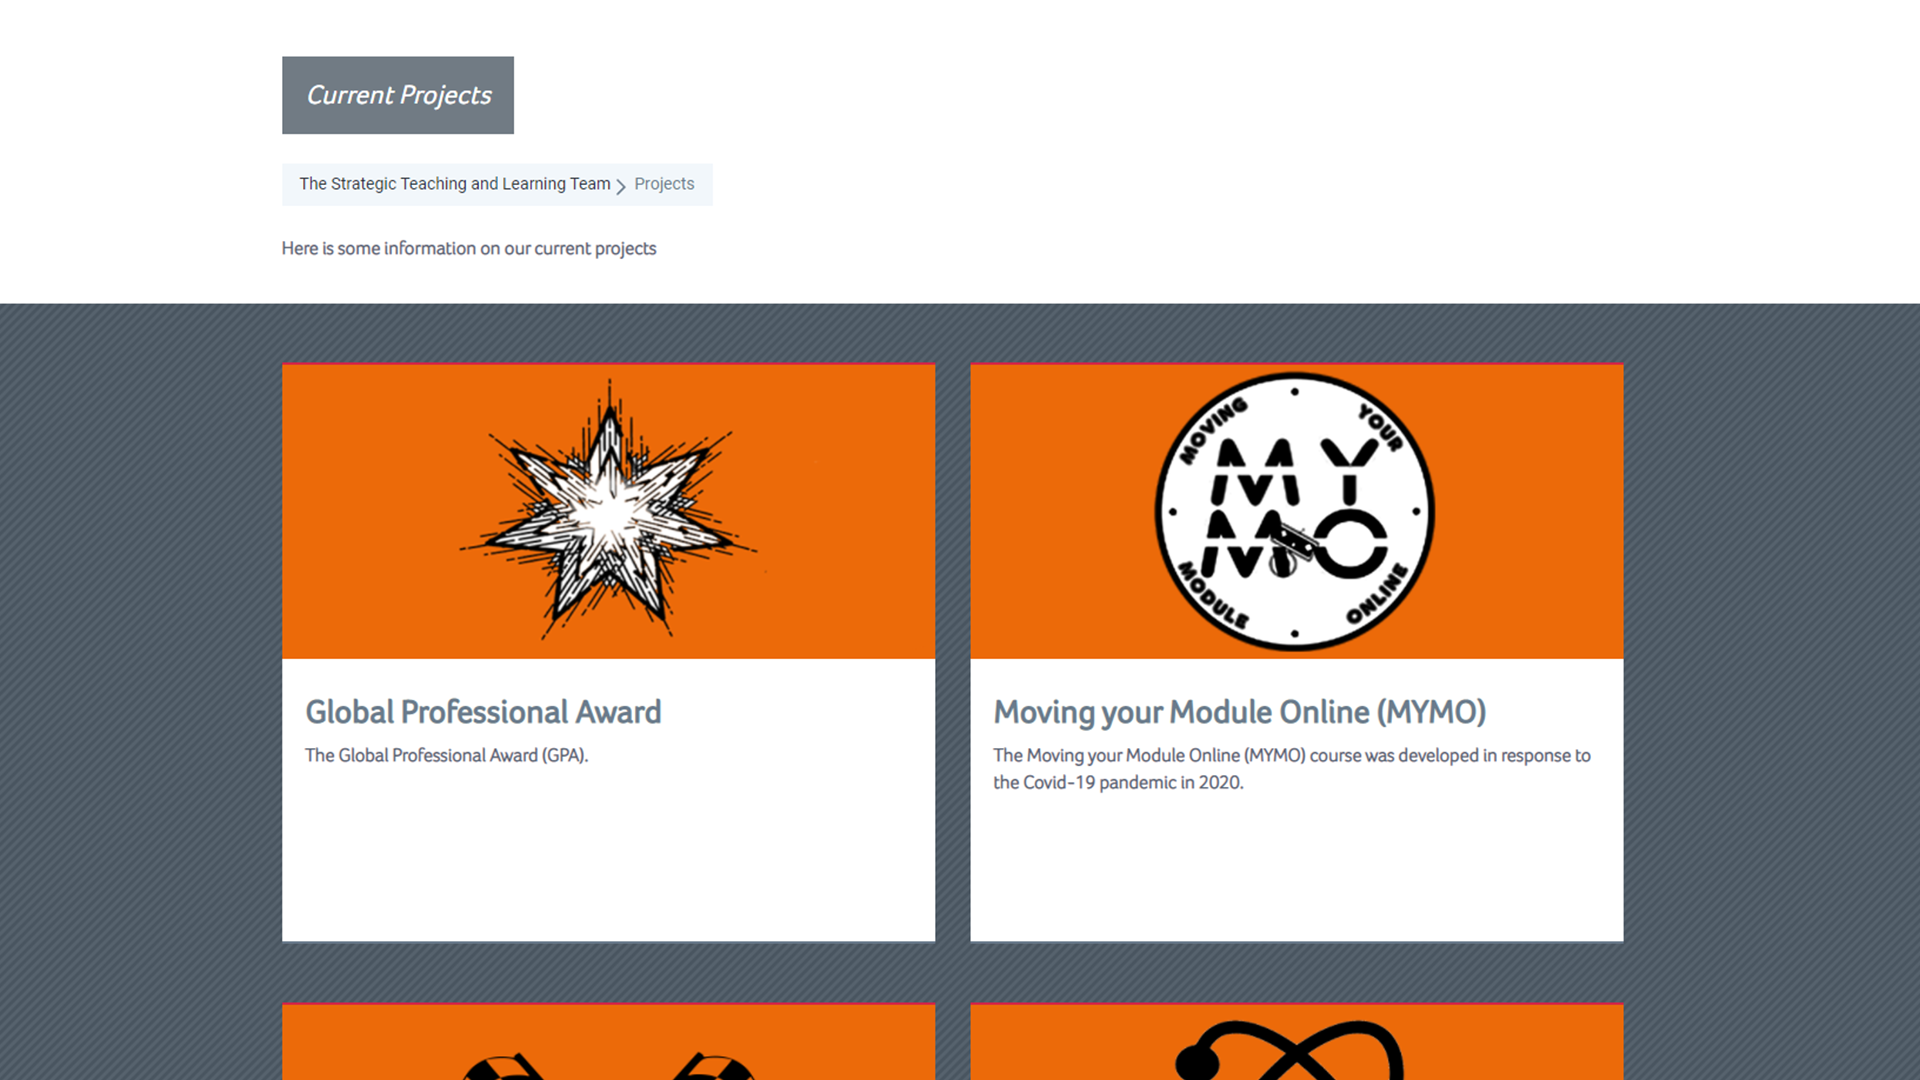 Current Projects
The Strategic Teaching and Learning Team
Projects
Here is some information on our current projects
MOVING YOUR
MY
MO
MODULE ONLINE
Global Professional Award
The Global Professional Award (GPA).
Moving your Module Online (MYMO)
The Moving your Module Online (MYMO) course was developed in response to
the Covid-19 pandemic in 2020.